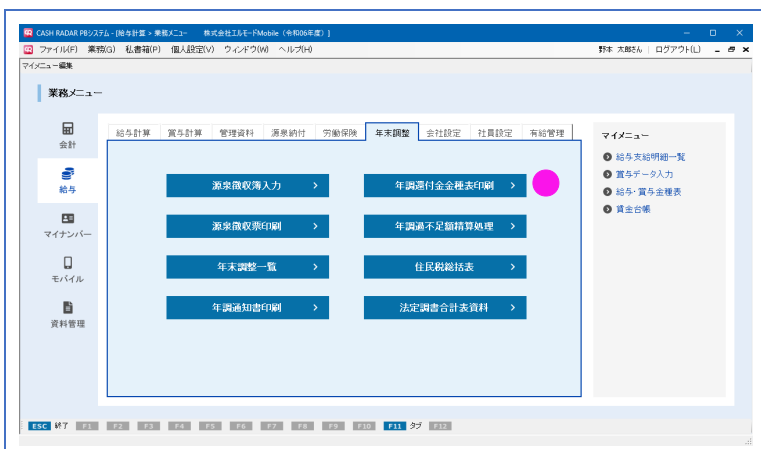 CASH RADAR PBシステム - [給与計算 > 業務メニュー 株式会社エルモードMobile (令和06年度) ]
ファイル(F) 業務(G) 私書箱(P) 個人設定(V) ウィンドウ(W) ヘルプ(H) 野本 太郎さん | ログアウト(L)
マイメニュー編集
業務メニュー
会計
給与
マイナンバー
モバイル
資料管理
給与計算 賞与計算 管理資料 源泉納付 労働保険 年末調整 会社設定 社員設定 有給管理
源泉徴収簿入力
年調還付金金種表印刷
源泉徴収票印刷
年調過不足額精算処理
年末調整一覧
住民税総括表
年調通知書印刷
法定調書合計表資料
マイメニュー
給与支給明細一覧
賞与データ入力
給与・賞与金種表
賃金台帳
ESC 終了 F1 F2 F3 F4 F5 F6 F7 F8 F9 F10 F11 タブ F12